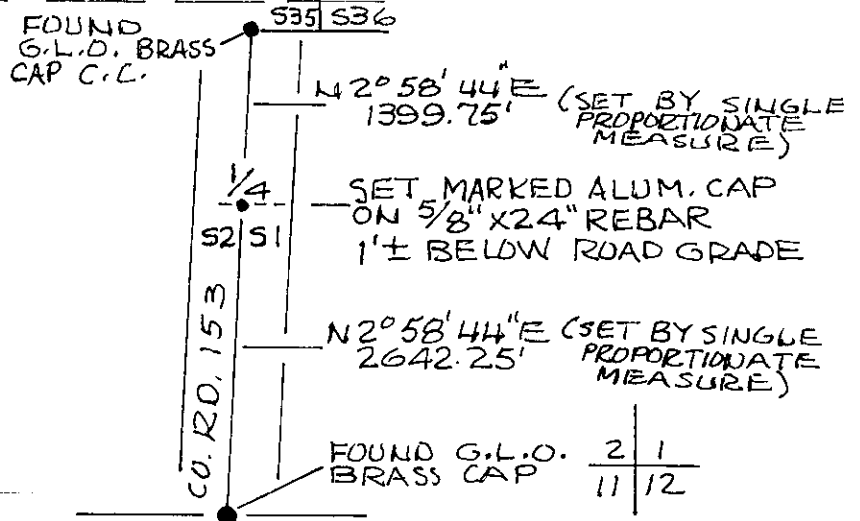 S35 S36
FOUND
G.L.O. BRASS
CAP C.C.
N 2° 58' 44" E (SET BY SINGLE
1399.75' PROPORTIONATE
MEASURE)
1/4
SET MARKED ALUM. CAP
ON 5/8" X 24" REBAR
1'± BELOW ROAD GRADE
S2 S1
N 2° 58' 44" E (SET BY SINGLE
2642.25' PROPORTIONATE
MEASURE)
CO. RD. 153
FOUND G.L.O.
BRASS CAP
2 1
11 12